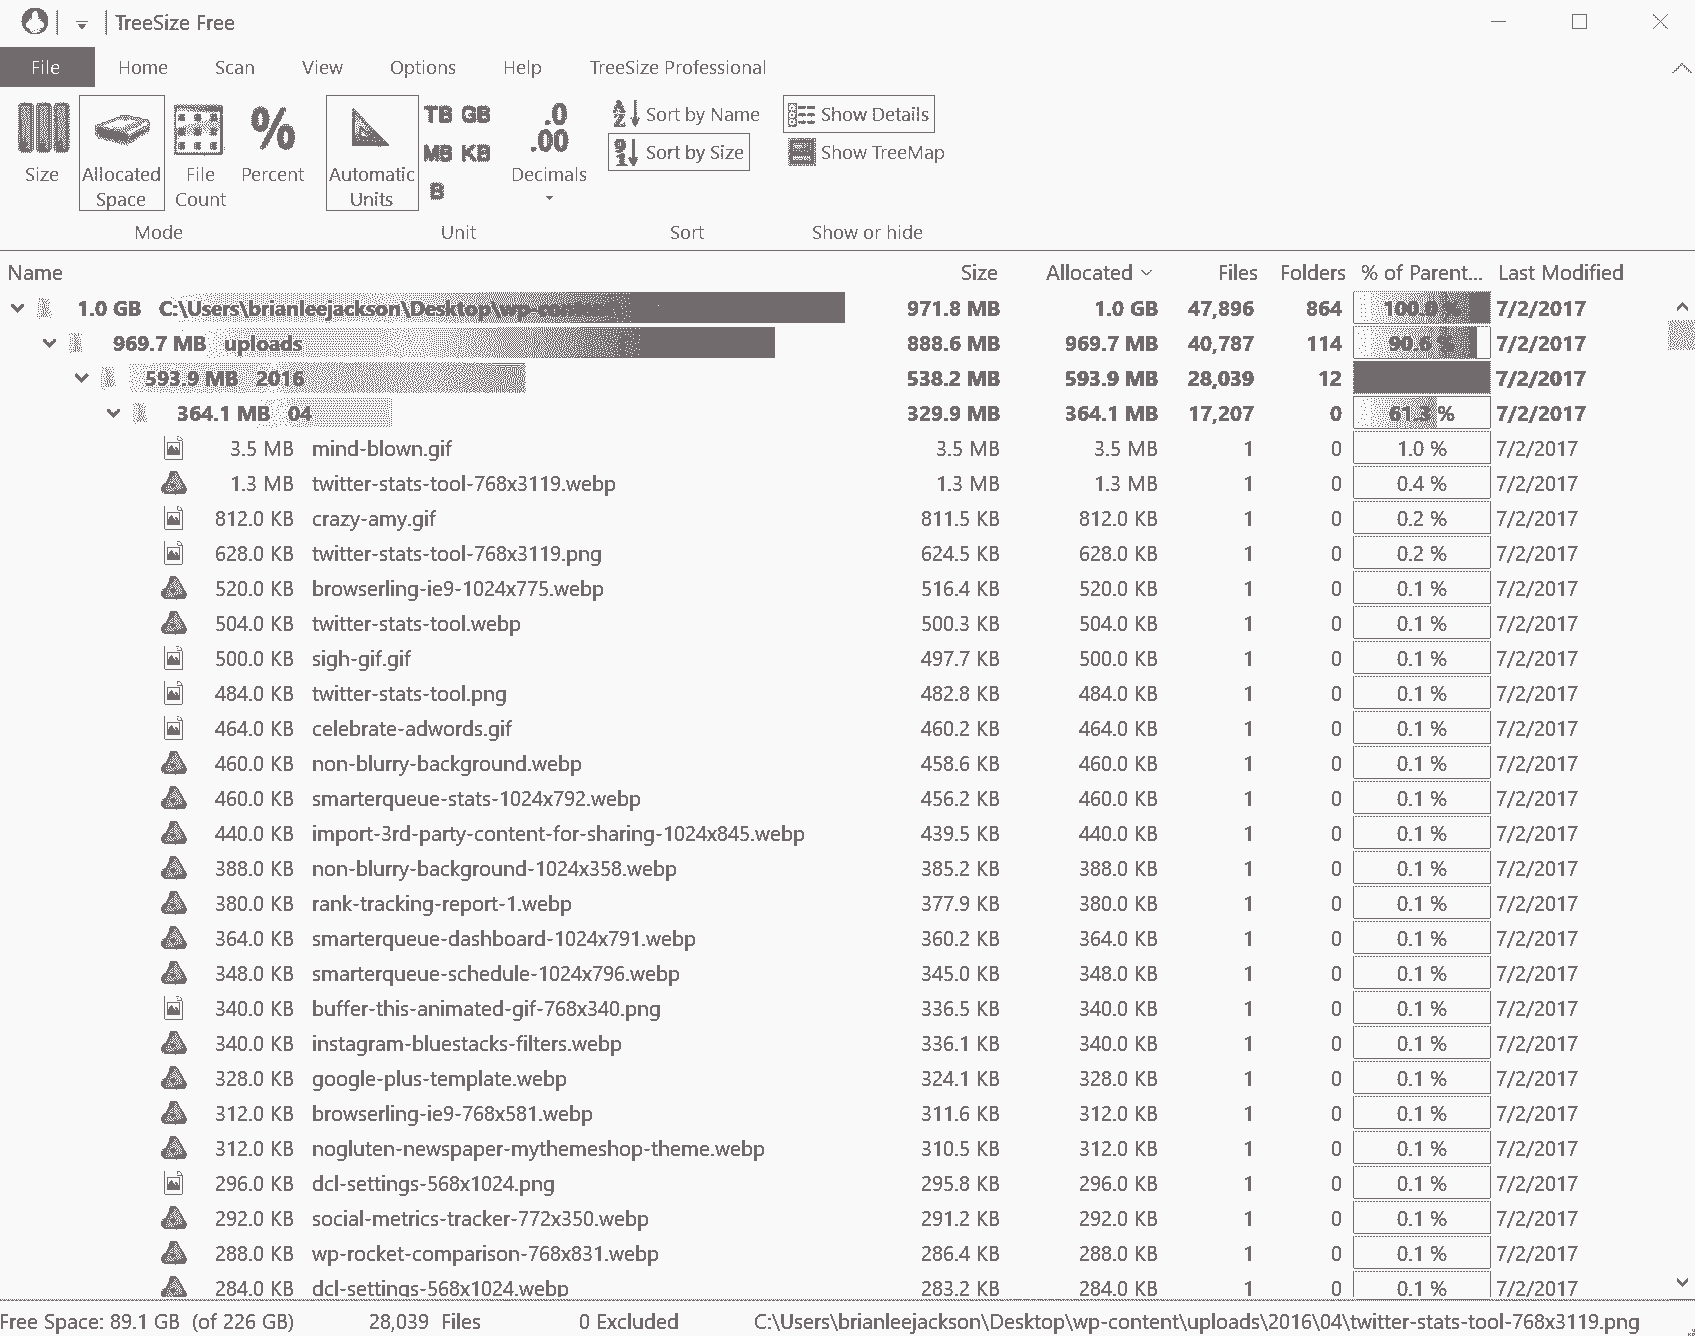 TreeSize Free
File Home Scan View Options Help TreeSize Professional
Size Allocated Space File Count Percent Automatic Units TB GB MB KB B .0 .00 Decimals Sort by Name Sort by Size Show Details Show TreeMap
Mode Unit Sort Show or hide
Name Size Allocated Files Folders % of Parent... Last Modified
1.0 GB C:\Users\brianleejackson\Desktop\wp-content 971.8 MB 1.0 GB 47,896 864 100.0 % 7/2/2017
969.7 MB uploads 888.6 MB 969.7 MB 40,787 114 90.6 % 7/2/2017
593.9 MB 2016 538.2 MB 593.9 MB 28,039 12 7/2/2017
364.1 MB 04 329.9 MB 364.1 MB 17,207 0 61.3 % 7/2/2017
3.5 MB mind-blown.gif 3.5 MB 3.5 MB 1 0 1.0 % 7/2/2017
1.3 MB twitter-stats-tool-768x3119.webp 1.3 MB 1.3 MB 1 0 0.4 % 7/2/2017
812.0 KB crazy-amy.gif 811.5 KB 812.0 KB 1 0 0.2 % 7/2/2017
628.0 KB twitter-stats-tool-768x3119.png 624.5 KB 628.0 KB 1 0 0.2 % 7/2/2017
520.0 KB browserling-ie9-1024x775.webp 516.4 KB 520.0 KB 1 0 0.1 % 7/2/2017
504.0 KB twitter-stats-tool.webp 500.3 KB 504.0 KB 1 0 0.1 % 7/2/2017
500.0 KB sigh-gif.gif 497.7 KB 500.0 KB 1 0 0.1 % 7/2/2017
484.0 KB twitter-stats-tool.png 482.8 KB 484.0 KB 1 0 0.1 % 7/2/2017
464.0 KB celebrate-adwords.gif 460.2 KB 464.0 KB 1 0 0.1 % 7/2/2017
460.0 KB non-blurry-background.webp 458.6 KB 460.0 KB 1 0 0.1 % 7/2/2017
460.0 KB smarterqueue-stats-1024x792.webp 456.2 KB 460.0 KB 1 0 0.1 % 7/2/2017
440.0 KB import-3rd-party-content-for-sharing-1024x845.webp 439.5 KB 440.0 KB 1 0 0.1 % 7/2/2017
388.0 KB non-blurry-background-1024x358.webp 385.2 KB 388.0 KB 1 0 0.1 % 7/2/2017
380.0 KB rank-tracking-report-1.webp 377.9 KB 380.0 KB 1 0 0.1 % 7/2/2017
364.0 KB smarterqueue-dashboard-1024x791.webp 360.2 KB 364.0 KB 1 0 0.1 % 7/2/2017
348.0 KB smarterqueue-schedule-1024x796.webp 345.0 KB 348.0 KB 1 0 0.1 % 7/2/2017
340.0 KB buffer-this-animated-gif-768x340.png 336.5 KB 340.0 KB 1 0 0.1 % 7/2/2017
340.0 KB instagram-bluestacks-filters.webp 336.1 KB 340.0 KB 1 0 0.1 % 7/2/2017
328.0 KB google-plus-template.webp 324.1 KB 328.0 KB 1 0 0.1 % 7/2/2017
312.0 KB browserling-ie9-768x581.webp 311.6 KB 312.0 KB 1 0 0.1 % 7/2/2017
312.0 KB nogluten-newspaper-mythemeshop-theme.webp 310.5 KB 312.0 KB 1 0 0.1 % 7/2/2017
296.0 KB dcl-settings-568x1024.png 295.8 KB 296.0 KB 1 0 0.1 % 7/2/2017
292.0 KB social-metrics-tracker-772x350.webp 291.2 KB 292.0 KB 1 0 0.1 % 7/2/2017
288.0 KB wp-rocket-comparison-768x831.webp 286.4 KB 288.0 KB 1 0 0.1 % 7/2/2017
284.0 KB dcl-settings-568x1024.webp 283.2 KB 284.0 KB 1 0 0.1 % 7/2/2017
Free Space: 89.1 GB (of 226 GB) 28,039 Files 0 Excluded C:\Users\brianleejackson\Desktop\wp-content\uploads\2016\04\twitter-stats-tool-768x3119.png